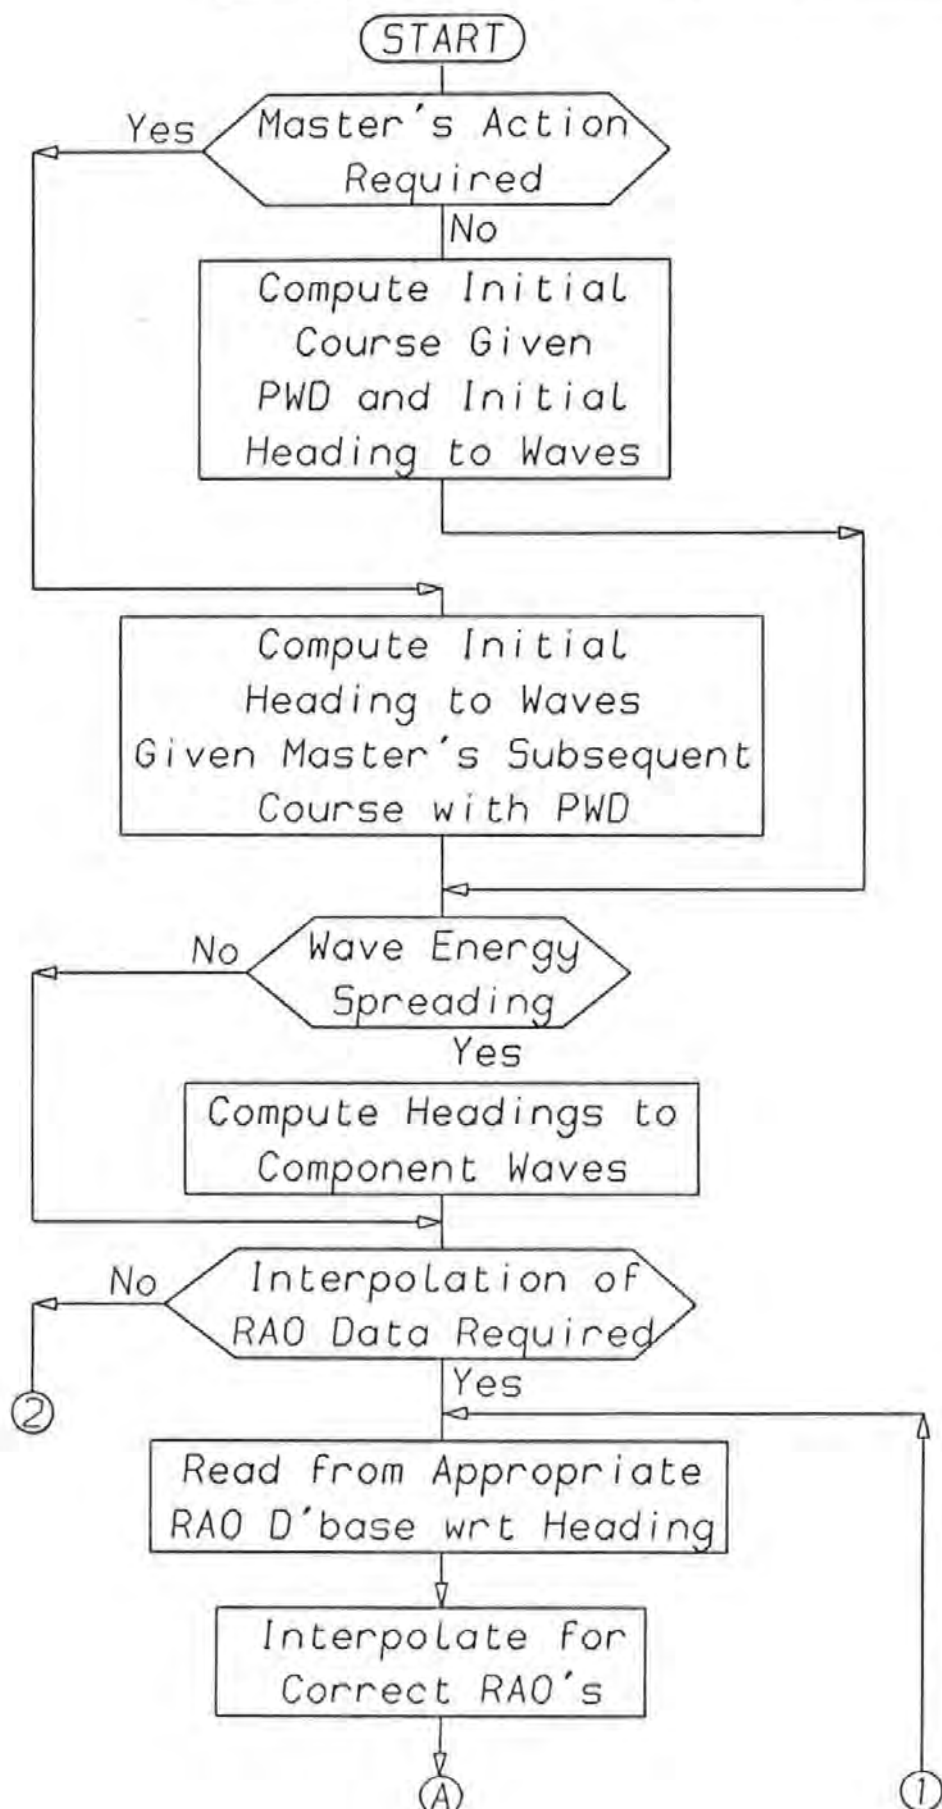 START
Yes
Master's Action
Required
No
Compute Initial
Course Given
PWD and Initial
Heading to Waves
Compute Initial
Heading to Waves
Given Master's Subsequent
Course with PWD
No
Wave Energy
Spreading
Yes
Compute Headings to
Component Waves
No
Interpolation of
RAO Data Required
Yes
2
Read from Appropriate
RAO D'base wrt Heading
Interpolate for
Correct RAO's
A
1